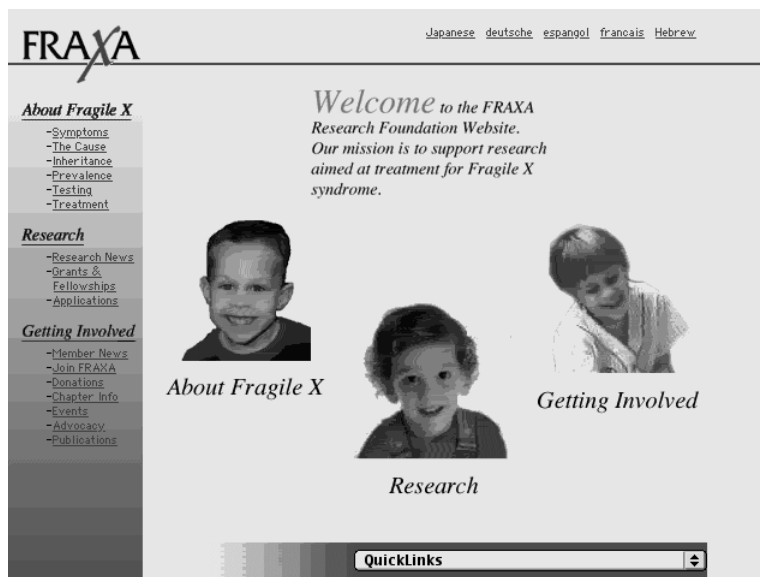 FRAXA
Japanese deutsche espangol francais Hebrew
About Fragile X
-Symptoms
-The Cause
-Inheritance
-Prevalence
-Testing
-Treatment
Research
-Research News
-Grants &
Fellowships
-Applications
Getting Involved
-Member News
-Join FRAXA
-Donations
-Chapter Info
-Events
-Advocacy
-Publications
Welcome to the FRAXA
Research Foundation Website.
Our mission is to support research
aimed at treatment for Fragile X
syndrome.
About Fragile X
Getting Involved
Research
QuickLinks